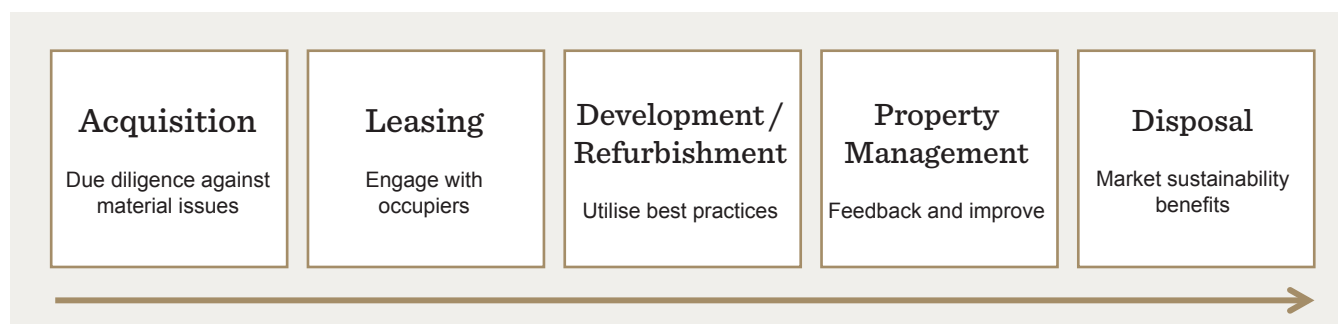 Acquisition
Due diligence against
material issues
Leasing
Engage with
occupiers
Development /
Refurbishment
Utilise best practices
Property
Management
Feedback and improve
Disposal
Market sustainability
benefits